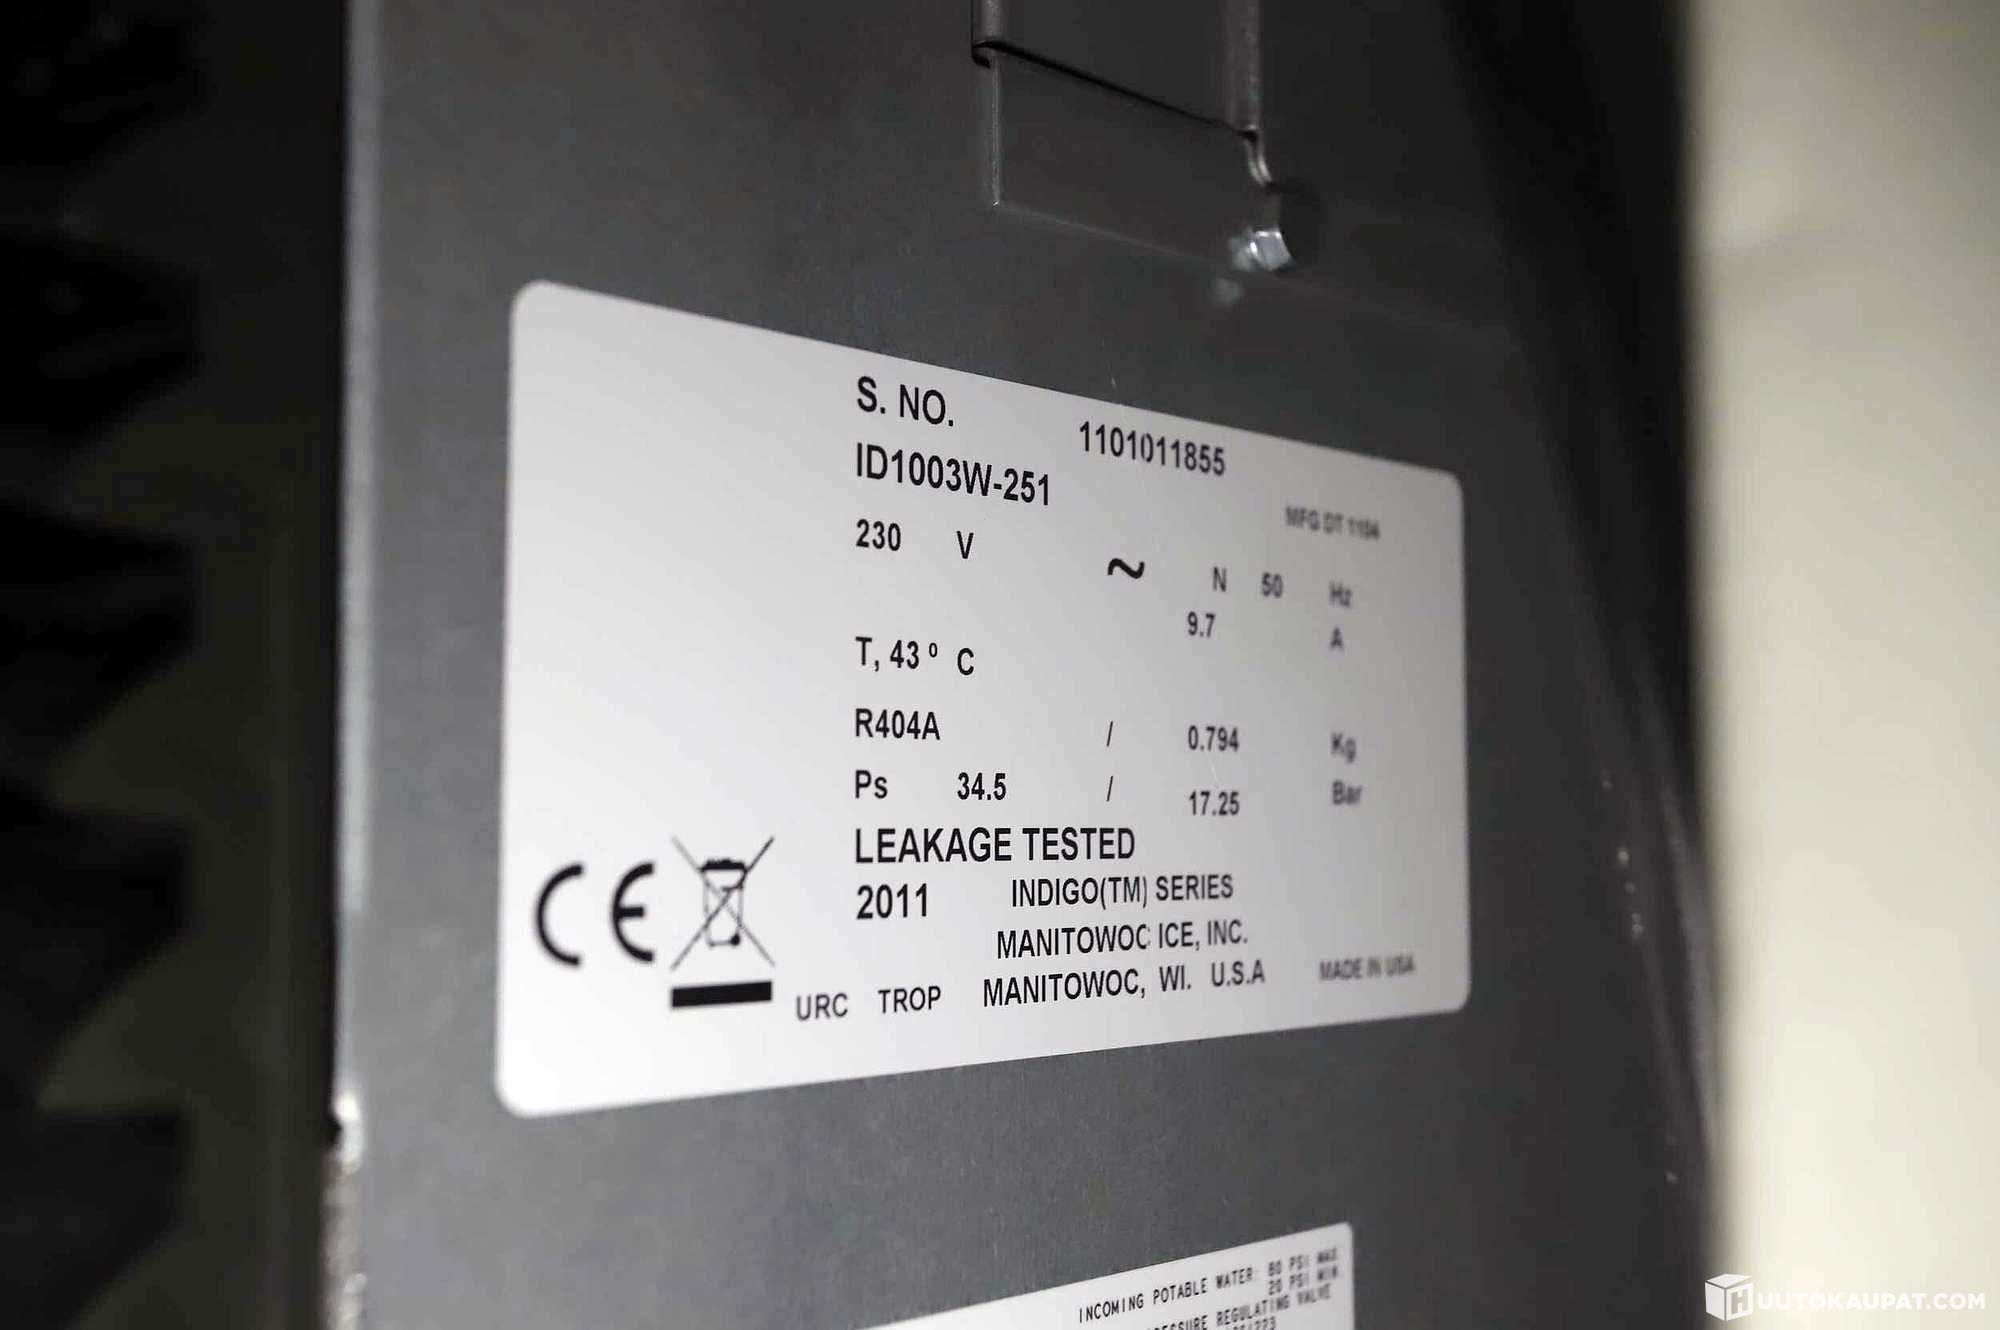 S. NO. 1101011855
ID1003W-251
MFG DT 1104
230 V ~ N 50 Hz
9.7 A
T, 43 º C
R404A / 0.794 Kg
Ps 34.5 / 17.25 Bar
LEAKAGE TESTED
2011 INDIGO(TM) SERIES
MANITOWOC ICE, INC.
CE URC TROP MANITOWOC, WI. U.S.A MADE IN USA
INCOMING POTABLE WATER: 80 PSI MAX
20 PSI MIN
REGULATING VALVE
HUUTOKAUPAT.COM